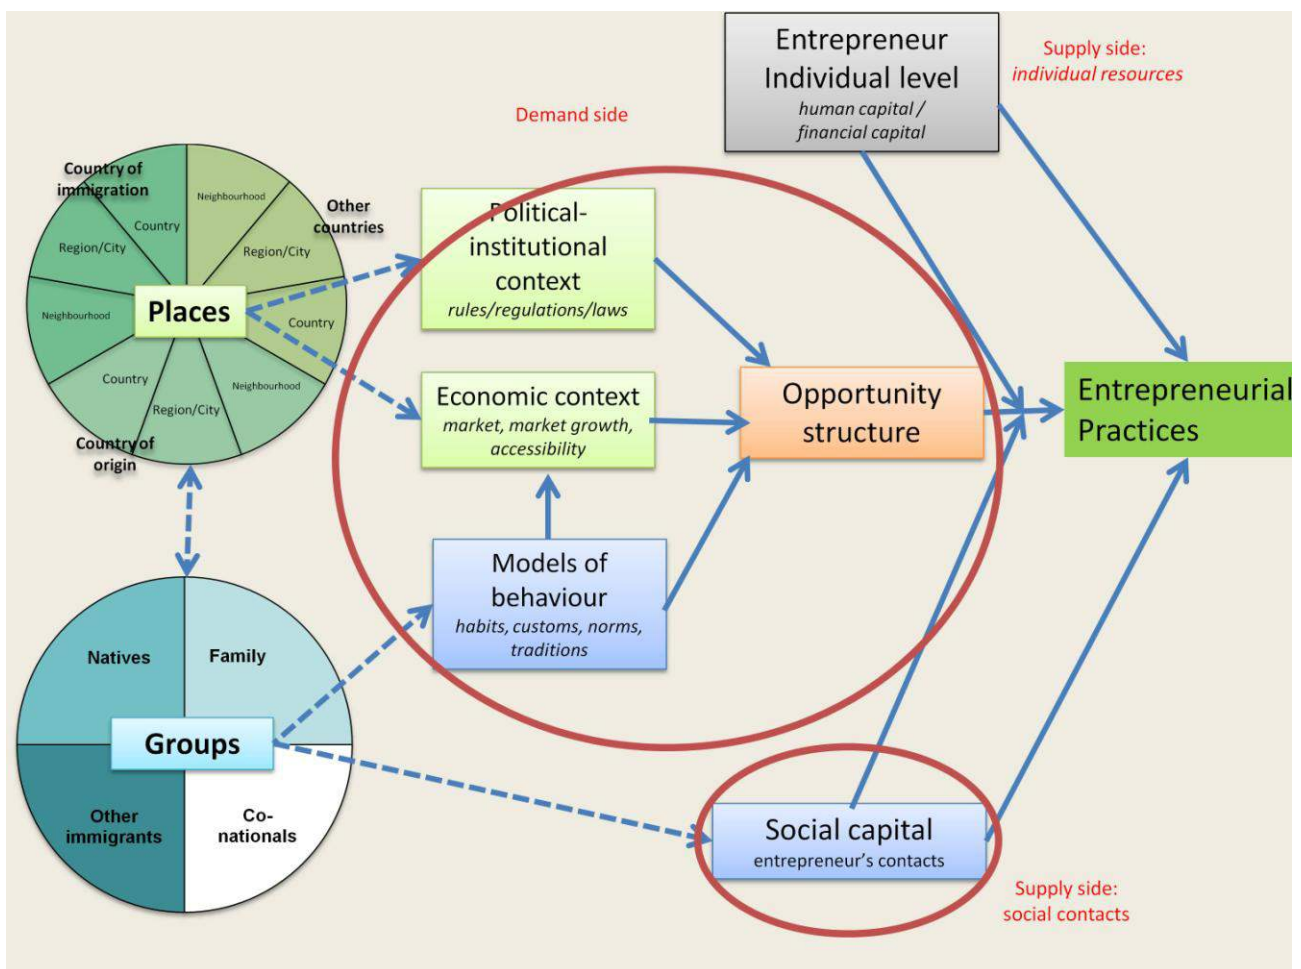 Entrepreneur
Individual level
human capital /
financial capital
Supply side:
individual resources
Demand side
Country of
immigration
Neighbourhood
Other
countries
Country
Region/City
Region/City
Places
Neighbourhood
Country
Country
Neighbourhood
Region/City
Country of
origin
Political-
institutional
context
rules/regulations/laws
Economic context
market, market growth,
accessibility
Opportunity
structure
Entrepreneurial
Practices
Models of
behaviour
habits, customs, norms,
traditions
Natives
Family
Groups
Other
immigrants
Co-
nationals
Social capital
entrepreneur's contacts
Supply side:
social contacts